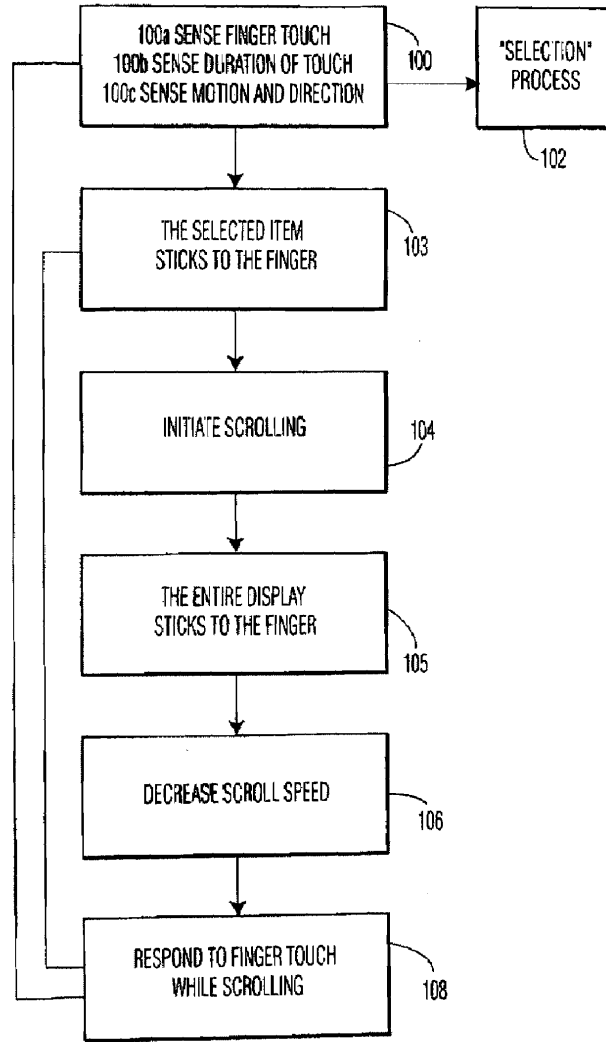 100a SENSE FINGER TOUCH
100b SENSE DURATION OF TOUCH
100c SENSE MOTION AND DIRECTION
100
"SELECTION"
PROCESS
102
THE SELECTED ITEM
STICKS TO THE FINGER
103
INITIATE SCROLLING
104
THE ENTIRE DISPLAY
STICKS TO THE FINGER
105
DECREASE SCROLL SPEED
106
RESPOND TO FINGER TOUCH
WHILE SCROLLING
108